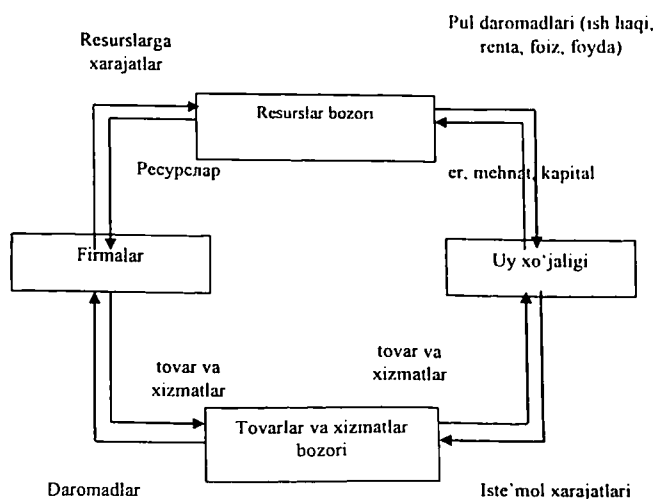 Pul daromadlari (ish haqi,
renta, foiz, foyda)
Resurslarga
xarajatlar
Resurslar bozori
Ресурслар
er, mehnat, kapital
Firmalar
Uy xo‘jaligi
tovar va
xizmatlar
tovar va
xizmatlar
Tovarlar va xizmatlar
bozori
Daromadlar
Iste`mol xarajatlari